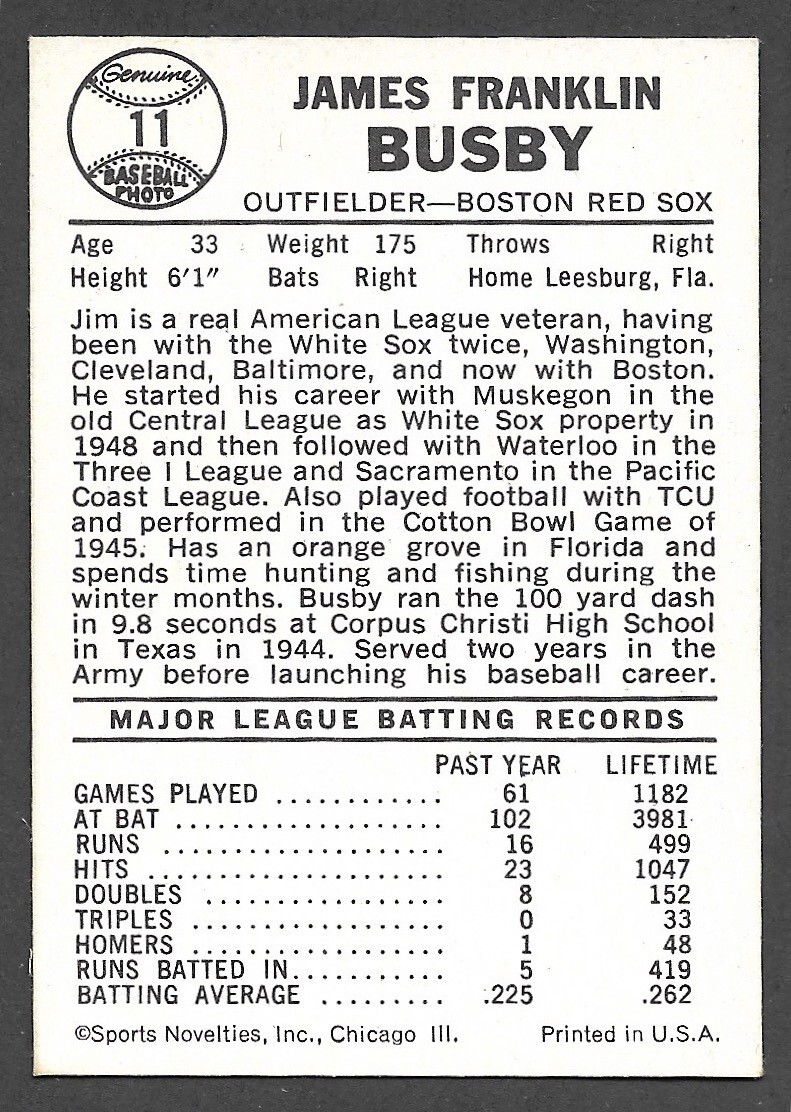 Genuine
11
BASEBALL
PHOTO
JAMES FRANKLIN
BUSBY
OUTFIELDER—BOSTON RED SOX
Age 33 Weight 175 Throws Right
Height 6'1" Bats Right Home Leesburg, Fla.
Jim is a real American League veteran, having
been with the White Sox twice, Washington,
Cleveland, Baltimore, and now with Boston.
He started his career with Muskegon in the
old Central League as White Sox property in
1948 and then followed with Waterloo in the
Three I League and Sacramento in the Pacific
Coast League. Also played football with TCU
and performed in the Cotton Bowl Game of
1945. Has an orange grove in Florida and
spends time hunting and fishing during the
winter months. Busby ran the 100 yard dash
in 9.8 seconds at Corpus Christi High School
in Texas in 1944. Served two years in the
Army before launching his baseball career.
MAJOR LEAGUE BATTING RECORDS
PAST YEAR LIFETIME
GAMES PLAYED ............ 61 1182
AT BAT ................... 102 3981
RUNS .................... 16 499
HITS ..................... 23 1047
DOUBLES ................. 8 152
TRIPLES .................. 0 33
HOMERS .................. 1 48
RUNS BATTED IN........... 5 419
BATTING AVERAGE ......... .225 .262
©Sports Novelties, Inc., Chicago Ill. Printed in U.S.A.